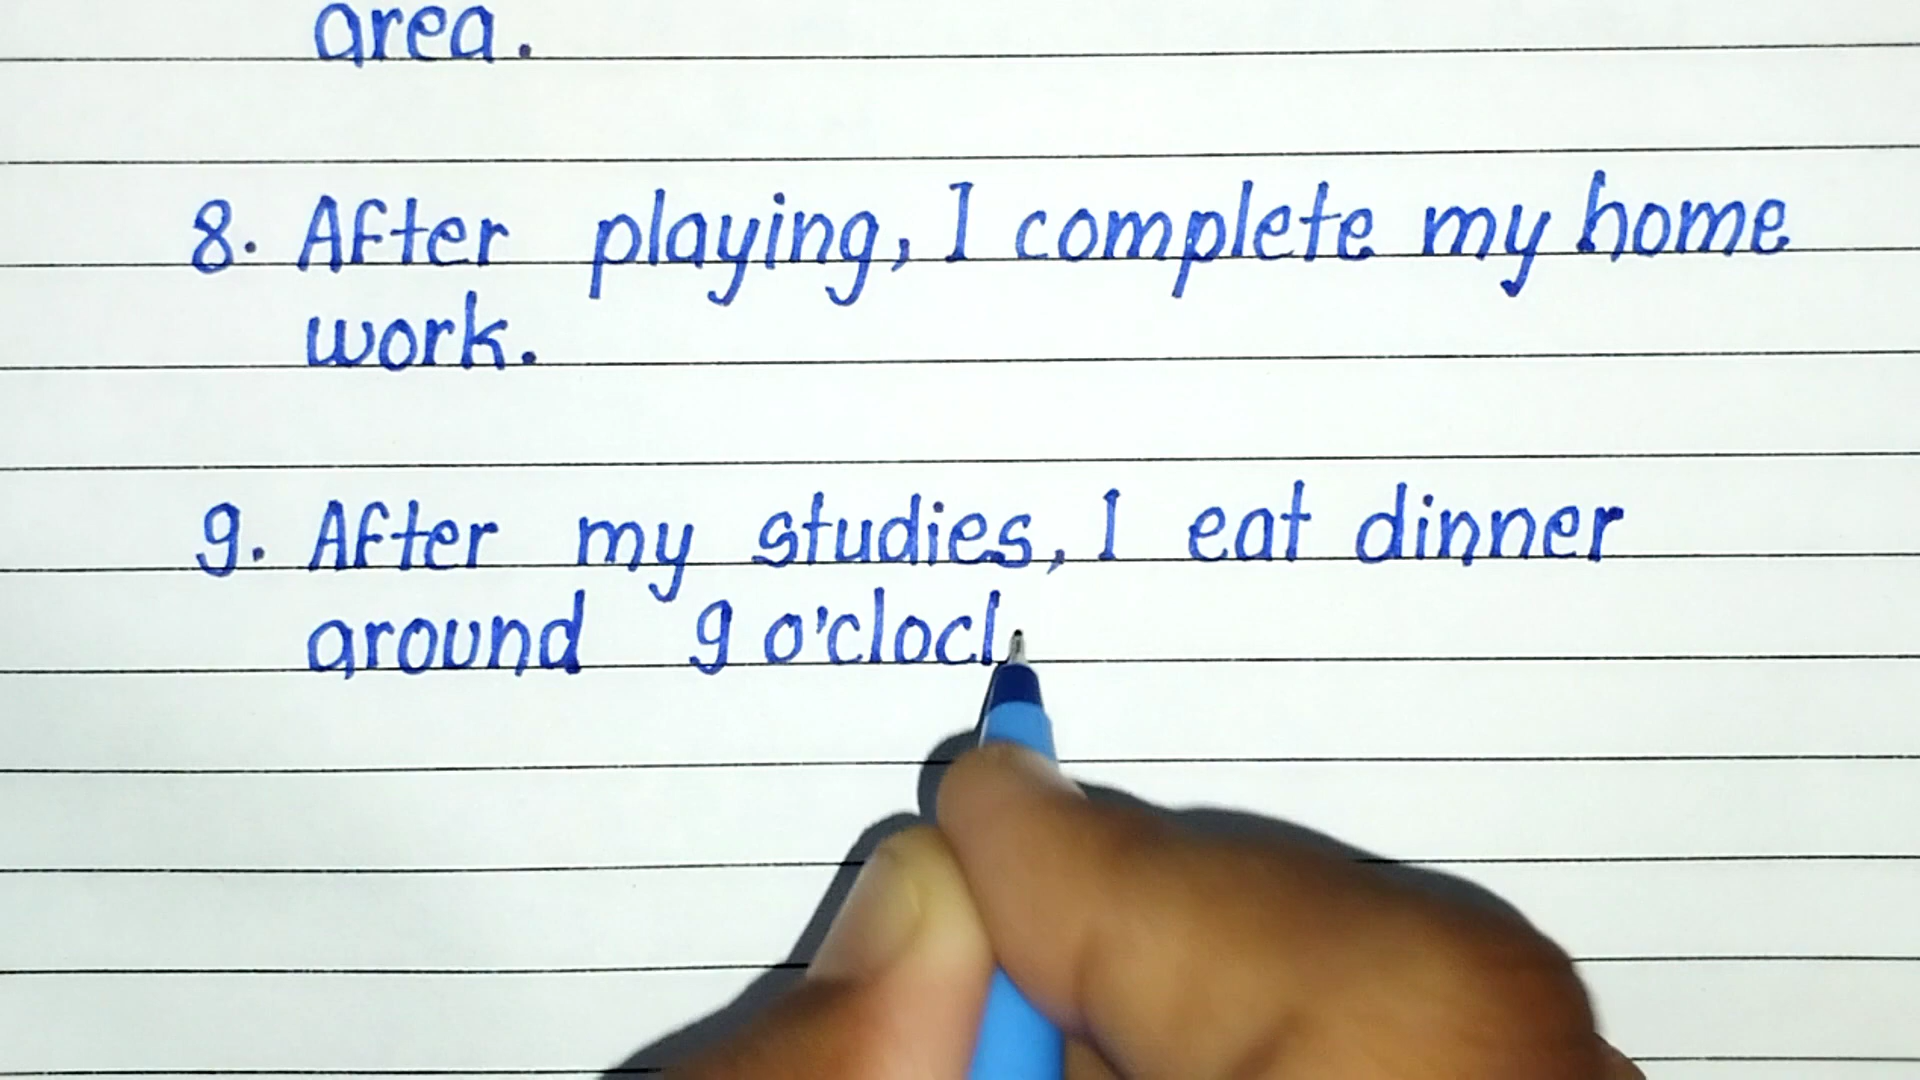 area.
8. After playing, I complete my home
work.
9. After my studies, I eat dinner
around 9 o'clocl